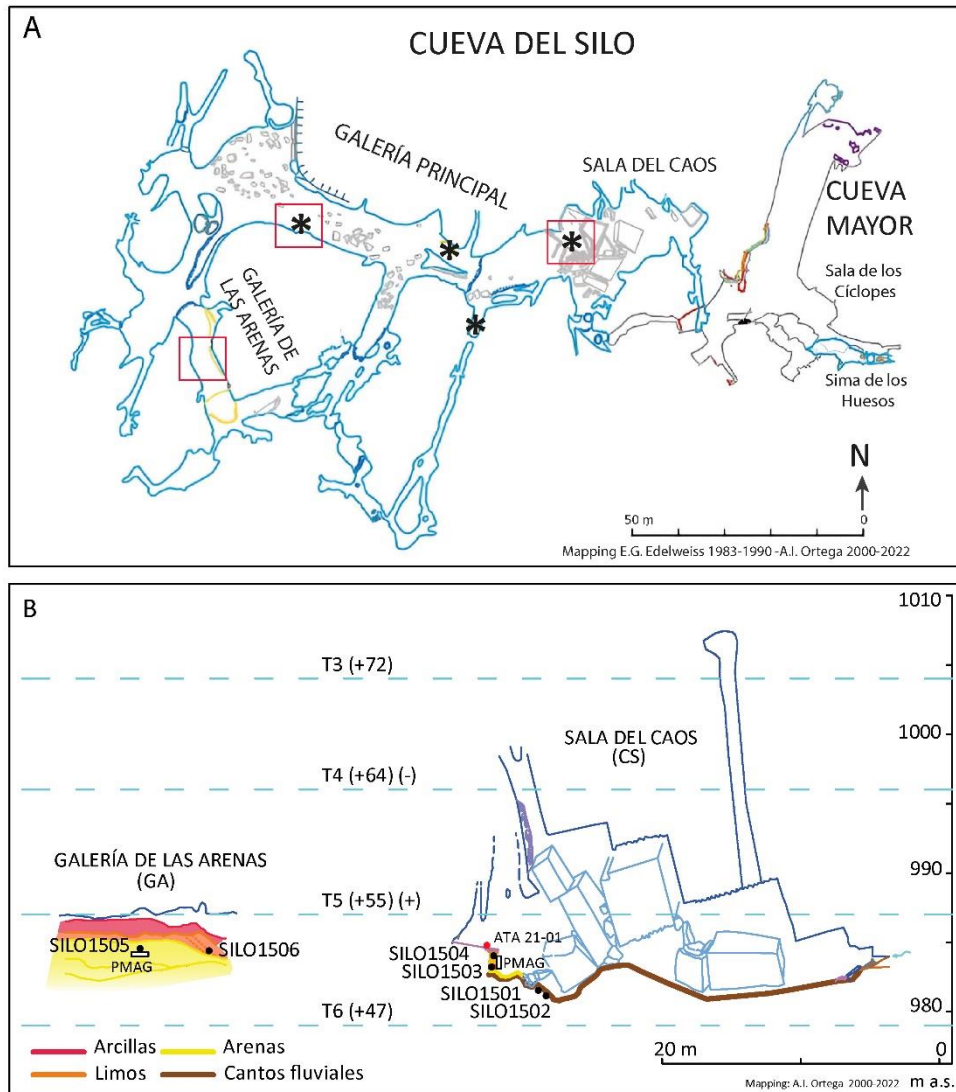 A
CUEVA DEL SILO
GALERÍA PRINCIPAL
SALA DEL CAOS
CUEVA
MAYOR
Sala de los
Cíclopes
GALERÍA DE
LAS ARENAS
Sima de los
Huesos
N
50 m
0
Mapping E.G. Edelweiss 1983-1990 -A.I. Ortega 2000-2022
B
1010
T3 (+72)
1000
SALA DEL CAOS
(CS)
T4 (+64) (-)
GALERÍA DE LAS ARENAS
(GA)
990
T5 (+55) (+)
SILO1505
SILO1506
PMAG
ATA 21-01
SILO1504
PMAG
SILO1503
SILO1501
SILO1502
980
T6 (+47)
Arcillas
Arenas
Limos
Cantos fluviales
20 m
0
Mapping: A.I. Ortega 2000-2022
m a.s.